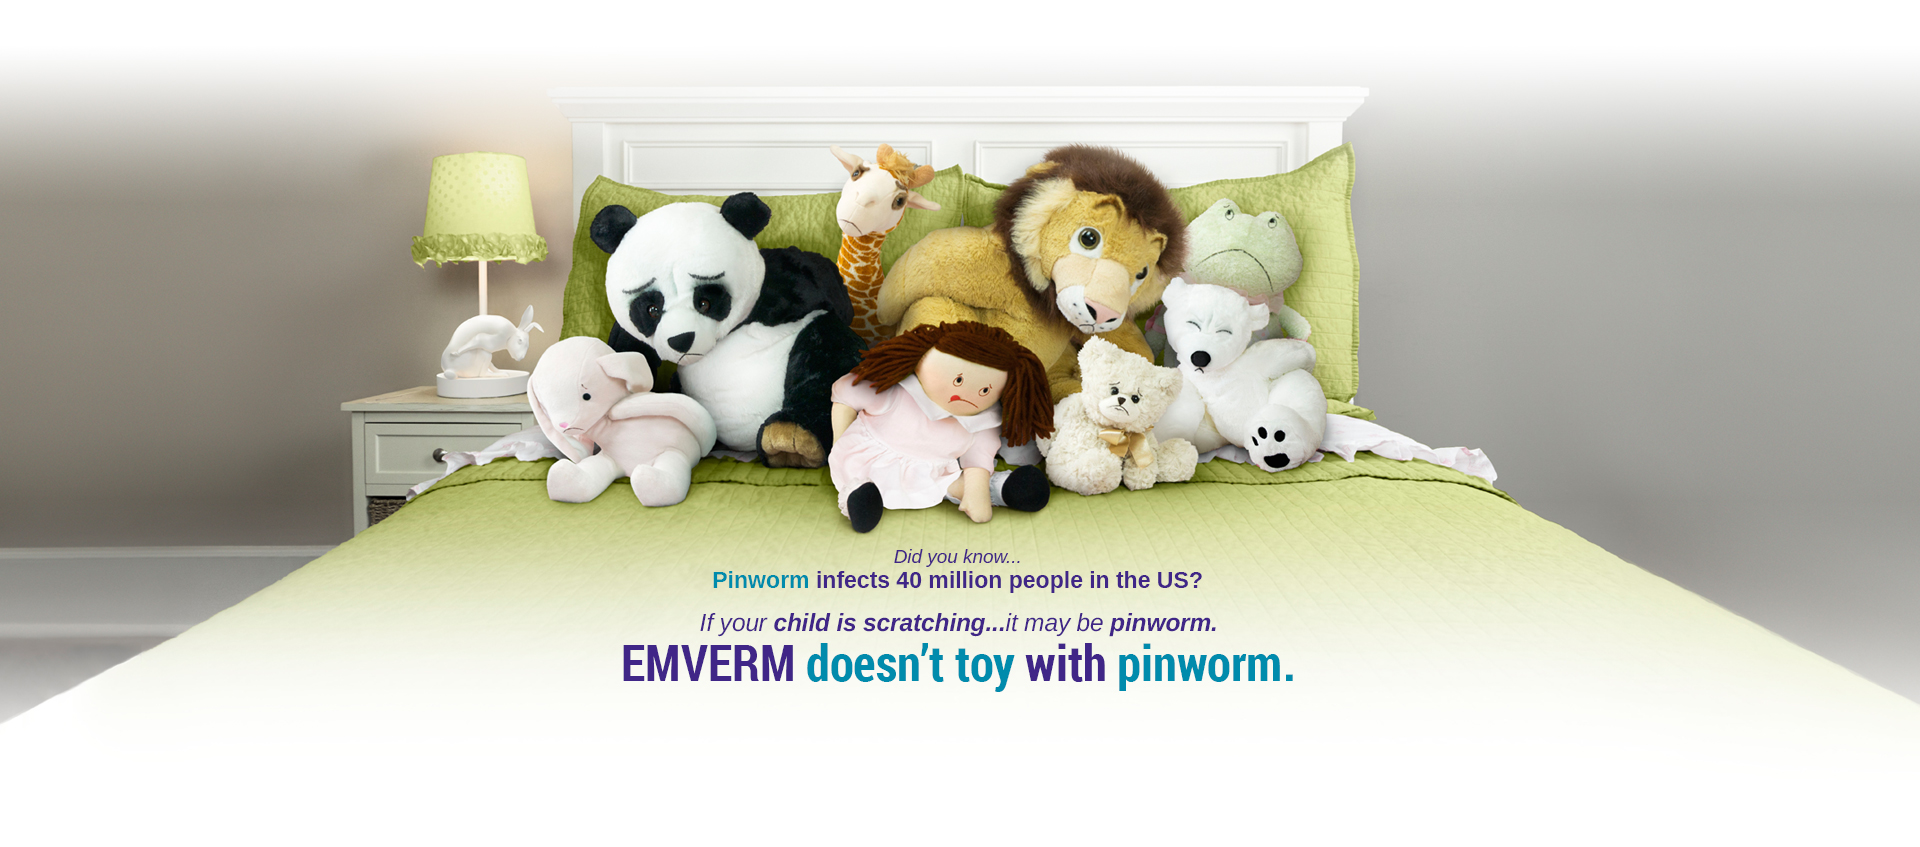 Did you know...
Pinworm infects 40 million people in the US?
If your child is scratching...it may be pinworm.
EMVERM doesn’t toy with pinworm.